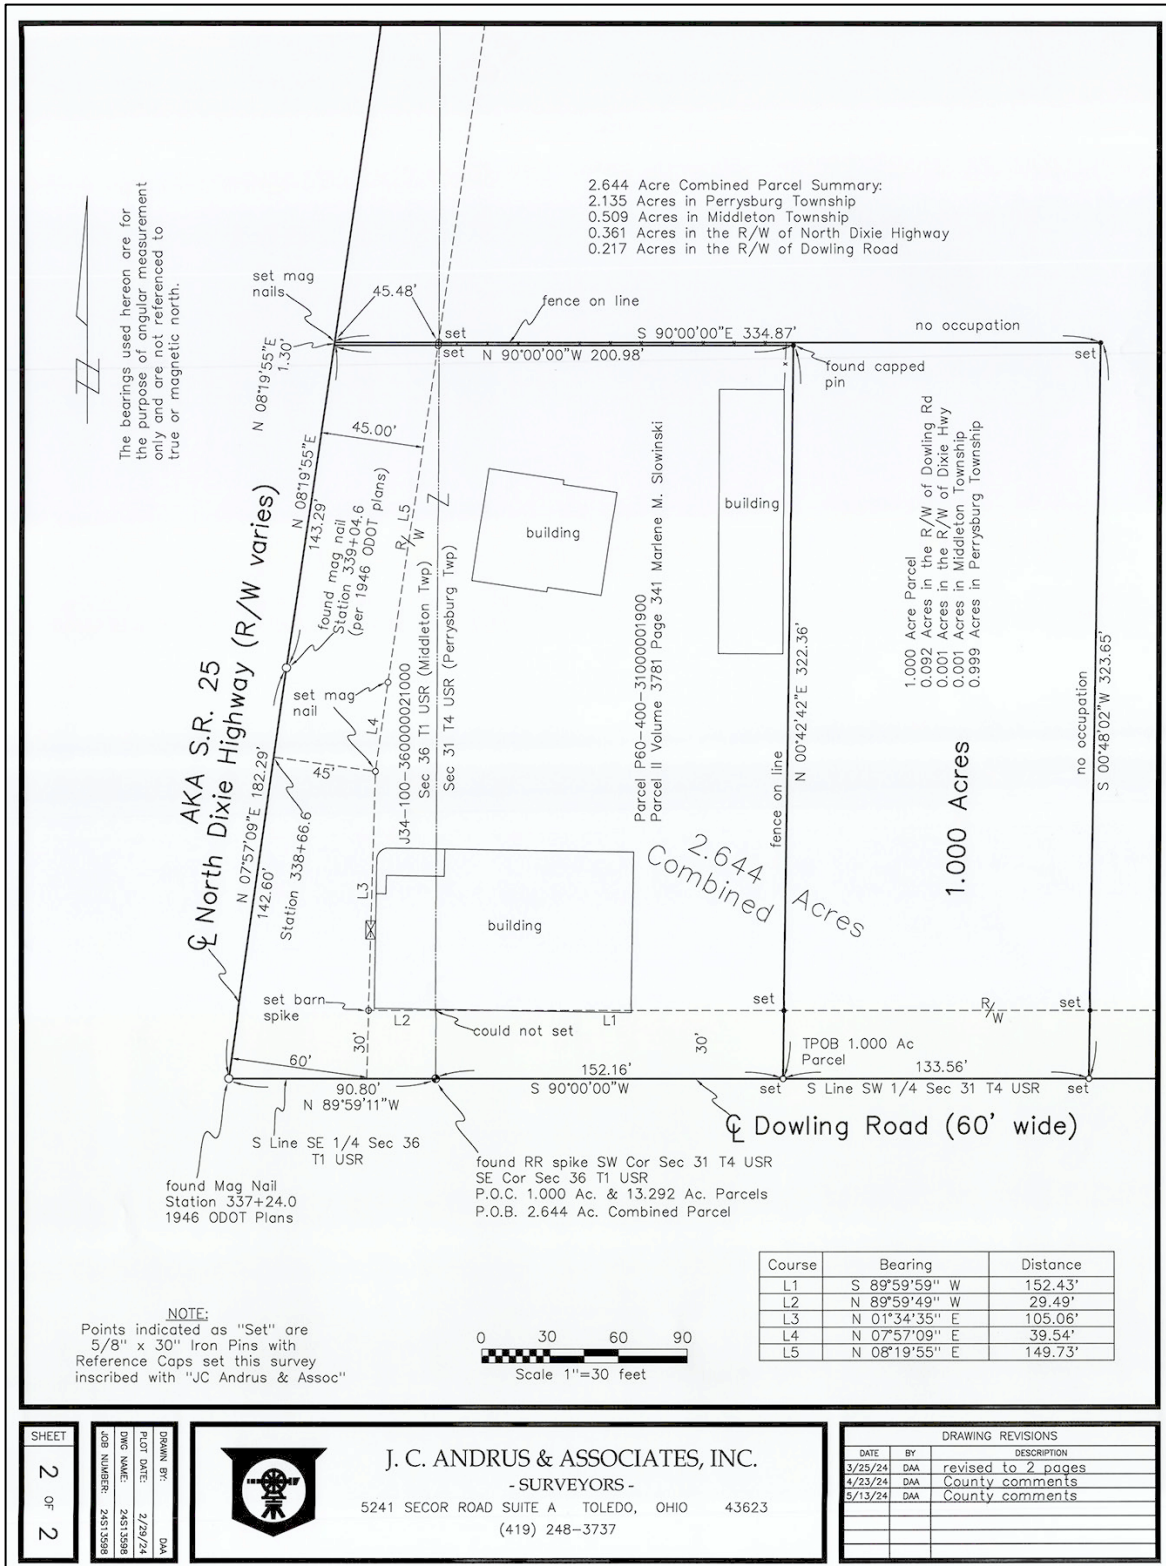 2.644 Acre Combined Parcel Summary:
2.135 Acres in Perrysburg Township
0.509 Acres in Middleton Township
0.361 Acres in the R/W of North Dixie Highway
0.217 Acres in the R/W of Dowling Road
The bearings used hereon are for
the purpose of angular measurement
only and are not referenced to
true or magnetic north.
set mag
nails
45.48'
fence on line
set
set
S 90°00'00"E 334.87'
N 90°00'00"W 200.98'
no occupation
set
found capped
pin
N 08°19'55"E
1.30'
45.00'
N 08°19'55"E
143.29'
found mag nail
Station 339+04.6
(per 1946 ODOT plans)
R/W
L5
Sec 36 T1 USR (Middleton Twp)
Sec 31 T4 USR (Perrysburg Twp)
building
building
Parcel P60-400-31000001900
Parcel II Volume 3781 Page 341 Marlene M. Slowinski
1.000 Acre Parcel
0.092 Acres in the R/W of Dowling Rd
0.001 Acres in the R/W of Dixie Hwy
0.001 Acres in Middleton Township
0.999 Acres in Perrysburg Township
N 00°42'42"E 322.36'
fence on line
no occupation
S 00°48'02"W 323.65'
AKA S.R. 25
North Dixie Highway (R/W varies)
set mag
nail
L4
45'
J34-100-360000021000
N 07°57'09"E 182.29'
142.60'
Station 338+66.6
L3
2.644 Acres
Combined
1.000 Acres
building
set barn
spike
L2
could not set
L1
set
R/W
set
30'
30'
60'
TPOB 1.000 Ac
Parcel
90.80'
N 89°59'11"W
152.16'
S 90°00'00"W
set
133.56'
S Line SW 1/4 Sec 31 T4 USR
set
Dowling Road (60' wide)
S Line SE 1/4 Sec 36
T1 USR
found Mag Nail
Station 337+24.0
1946 ODOT Plans
found RR spike SW Cor Sec 31 T4 USR
SE Cor Sec 36 T1 USR
P.O.C. 1.000 Ac. & 13.292 Ac. Parcels
P.O.B. 2.644 Ac. Combined Parcel
Course Bearing Distance
L1 S 89°59'59" W 152.43'
L2 N 89°59'49" W 29.49'
L3 N 01°34'35" E 105.06'
L4 N 07°57'09" E 39.54'
L5 N 08°19'55" E 149.73'
NOTE:
Points indicated as "Set" are
5/8" x 30" Iron Pins with
Reference Caps set this survey
inscribed with "JC Andrus & Assoc"
0 30 60 90
Scale 1"=30 feet
SHEET
2 OF 2
DRAWN BY: DAA
PLOT DATE: 2/29/24
DWG NAME: 24S13598
JOB NUMBER: 24S13598
J. C. ANDRUS & ASSOCIATES, INC.
- SURVEYORS -
5241 SECOR ROAD SUITE A TOLEDO, OHIO 43623
(419) 248-3737
DRAWING REVISIONS
DATE BY DESCRIPTION
3/25/24 DAA revised to 2 pages
4/23/24 DAA County comments
5/13/24 DAA County comments